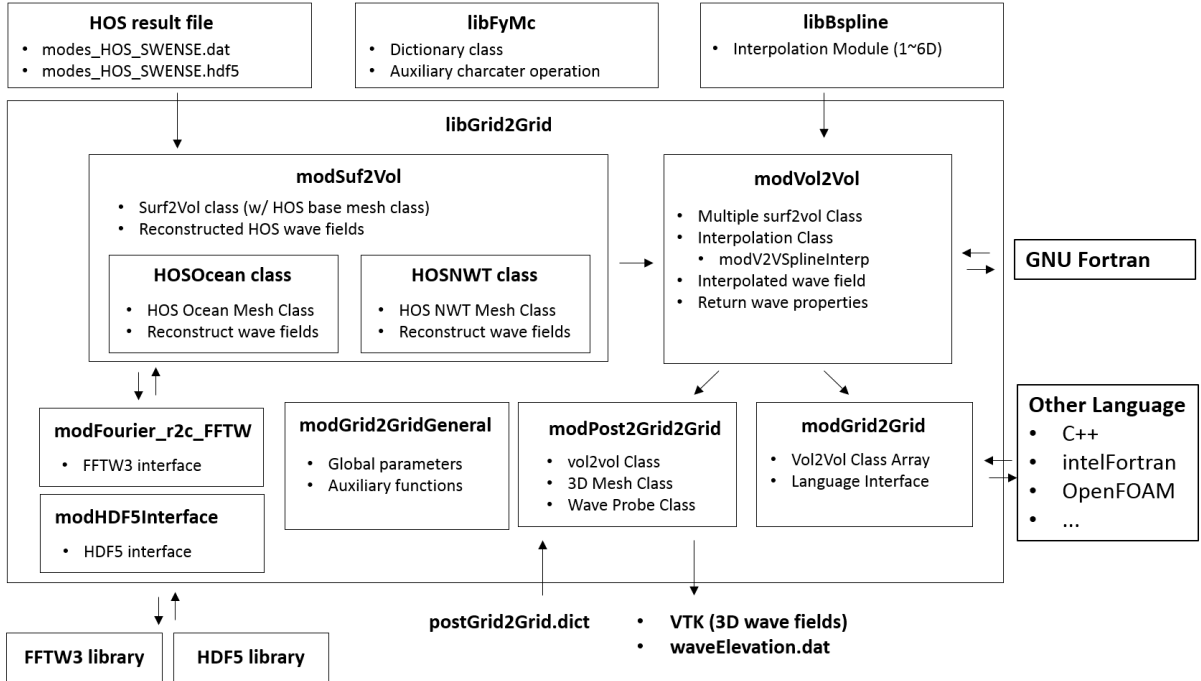 HOS result file
• modes_HOS_SWENSE.dat
• modes_HOS_SWENSE.hdf5
libFyMc
• Dictionary class
• Auxiliary charcater operation
libBspline
• Interpolation Module (1~6D)
libGrid2Grid
modSuf2Vol
• Surf2Vol class (w/ HOS base mesh class)
• Reconstructed HOS wave fields
HOSOcean class
• HOS Ocean Mesh Class
• Reconstruct wave fields
HOSNWT class
• HOS NWT Mesh Class
• Reconstruct wave fields
modVol2Vol
• Multiple surf2vol Class
• Interpolation Class
• modV2VSplineInterp
• Interpolated wave field
• Return wave properties
GNU Fortran
modFourier_r2c_FFTW
• FFTW3 interface
modHDF5Interface
• HDF5 interface
modGrid2GridGeneral
• Global parameters
• Auxiliary functions
modPost2Grid2Grid
• vol2vol Class
• 3D Mesh Class
• Wave Probe Class
modGrid2Grid
• Vol2Vol Class Array
• Language Interface
Other Language
• C++
• intelFortran
• OpenFOAM
• ...
postGrid2Grid.dict
• VTK (3D wave fields)
• waveElevation.dat
FFTW3 library
HDF5 library